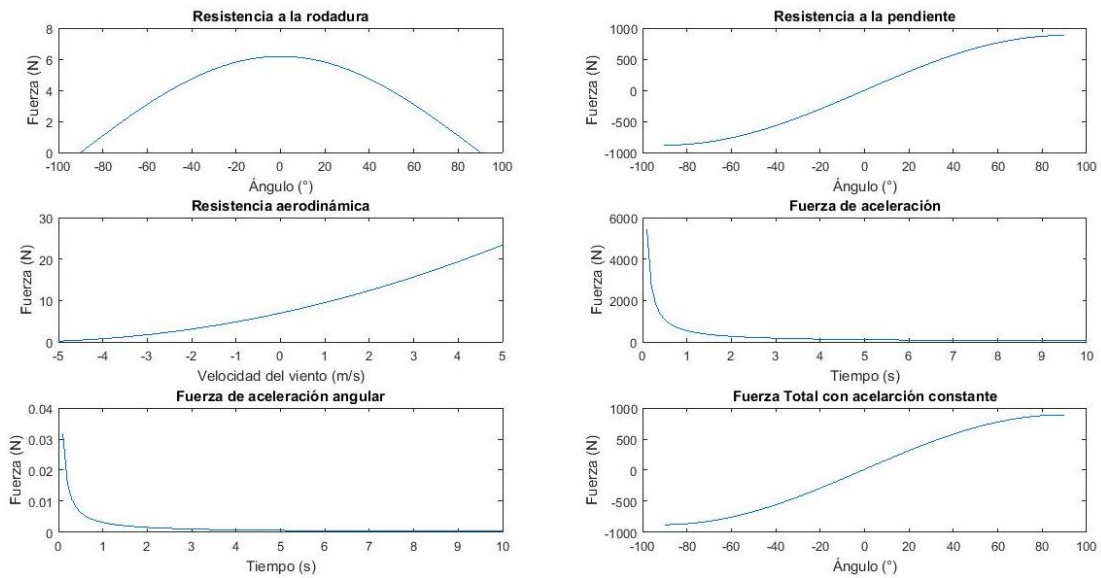 Resistencia a la rodadura
8
6
4
2
0
Fuerza (N)
-100 -80 -60 -40 -20 0 20 40 60 80 100
Ángulo (°)
Resistencia a la pendiente
1000
500
0
-500
-1000
Fuerza (N)
-100 -80 -60 -40 -20 0 20 40 60 80 100
Ángulo (°)
Resistencia aerodinámica
30
20
10
0
Fuerza (N)
-5 -4 -3 -2 -1 0 1 2 3 4 5
Velocidad del viento (m/s)
Fuerza de aceleración
6000
4000
2000
0
Fuerza (N)
0 1 2 3 4 5 6 7 8 9 10
Tiempo (s)
Fuerza de aceleración angular
0.04
0.03
0.02
0.01
0
Fuerza (N)
0 1 2 3 4 5 6 7 8 9 10
Tiempo (s)
Fuerza Total con acelarción constante
1000
500
0
-500
-1000
Fuerza (N)
-100 -80 -60 -40 -20 0 20 40 60 80 100
Ángulo (°)